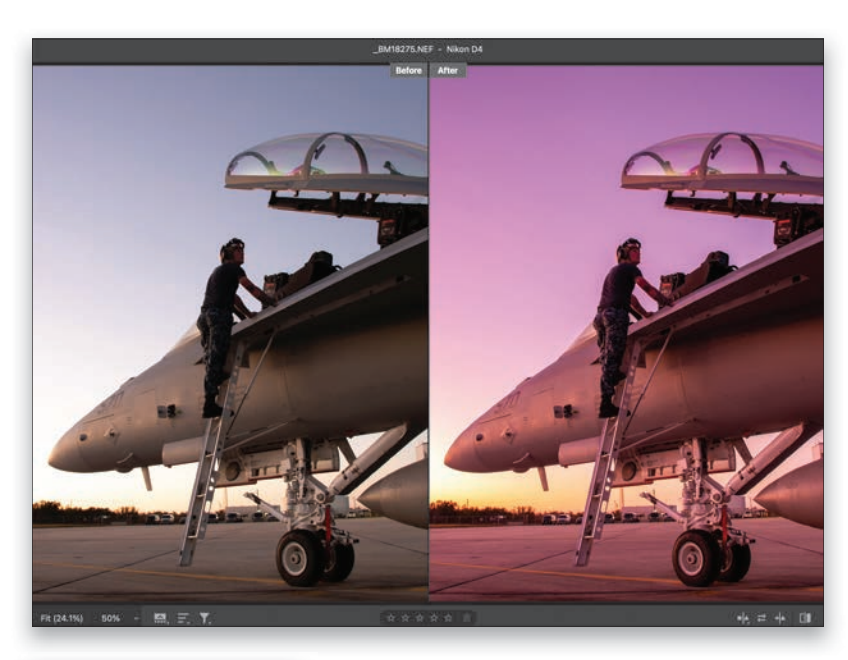 _BM18275.NEF - Nikon D4
Before After
Fit (24.1%) 50%